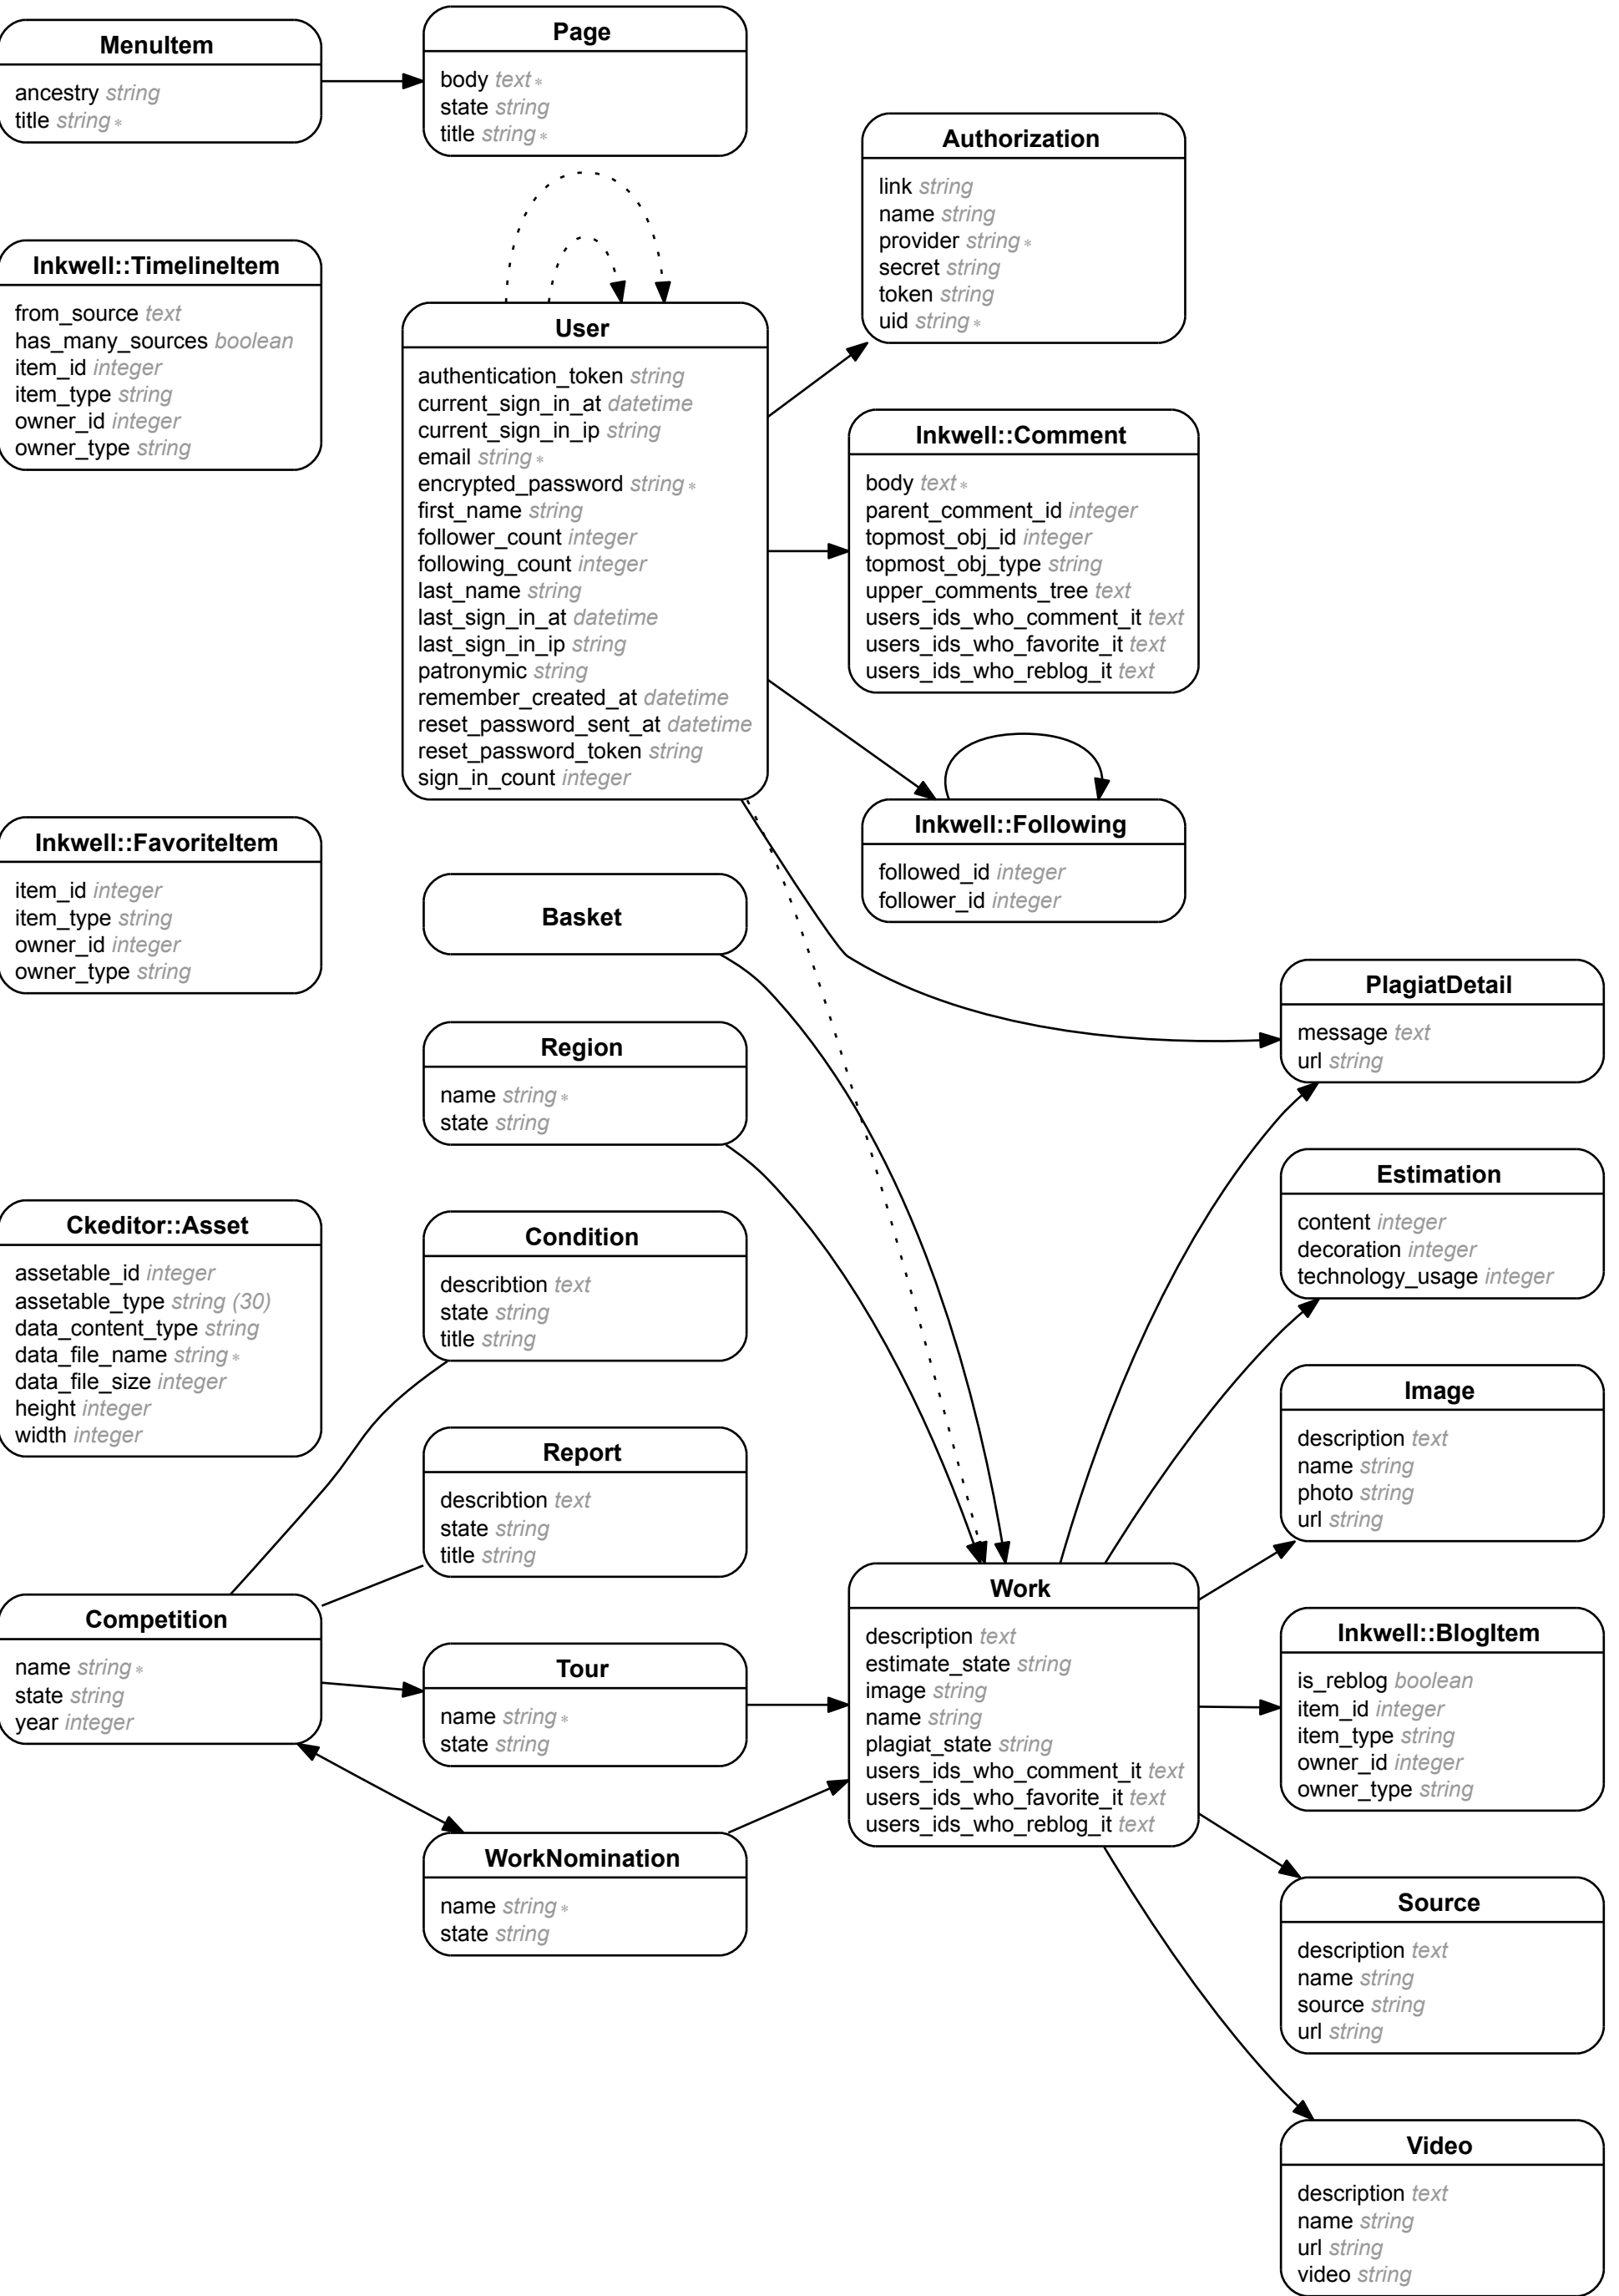 MenuItem
ancestry string
title string ∗
Page
body text ∗
state string
title string ∗
Authorization
link string
name string
provider string ∗
secret string
token string
uid string ∗
Inkwell::TimelineItem
from_source text
has_many_sources boolean
item_id integer
item_type string
owner_id integer
owner_type string
User
authentication_token string
current_sign_in_at datetime
current_sign_in_ip string
email string ∗
encrypted_password string ∗
first_name string
follower_count integer
following_count integer
last_name string
last_sign_in_at datetime
last_sign_in_ip string
patronymic string
remember_created_at datetime
reset_password_sent_at datetime
reset_password_token string
sign_in_count integer
Inkwell::Comment
body text ∗
parent_comment_id integer
topmost_obj_id integer
topmost_obj_type string
upper_comments_tree text
users_ids_who_comment_it text
users_ids_who_favorite_it text
users_ids_who_reblog_it text
Inkwell::Following
followed_id integer
follower_id integer
Inkwell::FavoriteItem
item_id integer
item_type string
owner_id integer
owner_type string
Basket
PlagiatDetail
message text
url string
Region
name string ∗
state string
Estimation
content integer
decoration integer
technology_usage integer
Ckeditor::Asset
assetable_id integer
assetable_type string (30)
data_content_type string
data_file_name string ∗
data_file_size integer
height integer
width integer
Condition
describtion text
state string
title string
Image
description text
name string
photo string
url string
Report
describtion text
state string
title string
Competition
name string ∗
state string
year integer
Tour
name string ∗
state string
Work
description text
estimate_state string
image string
name string
plagiat_state string
users_ids_who_comment_it text
users_ids_who_favorite_it text
users_ids_who_reblog_it text
Inkwell::BlogItem
is_reblog boolean
item_id integer
item_type string
owner_id integer
owner_type string
WorkNomination
name string ∗
state string
Source
description text
name string
source string
url string
Video
description text
name string
url string
video string